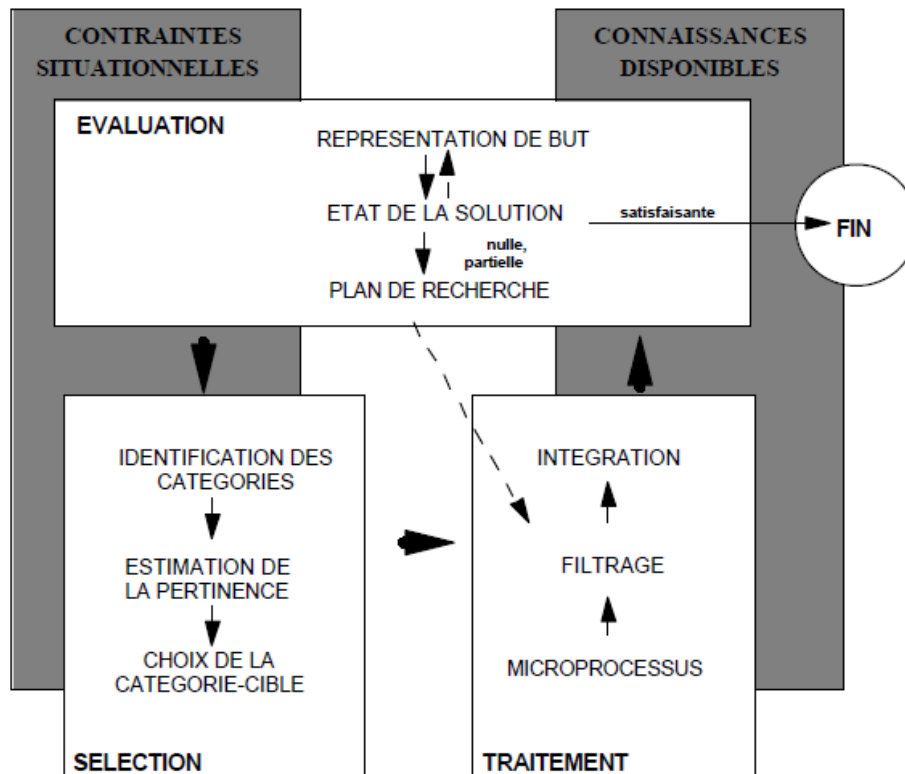 CONTRAINTES
SITUATIONNELLES
CONNAISSANCES
DISPONIBLES
EVALUATION
REPRESENTATION DE BUT
ETAT DE LA SOLUTION
satisfaisante
FIN
nulle,
partielle
PLAN DE RECHERCHE
IDENTIFICATION DES
CATEGORIES
ESTIMATION DE
LA PERTINENCE
CHOIX DE LA
CATEGORIE-CIBLE
SELECTION
INTEGRATION
FILTRAGE
MICROPROCESSUS
TRAITEMENT